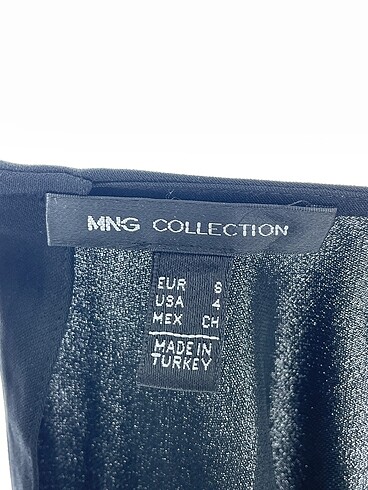 MNG COLLECTION
EUR S
USA 4
MEX CH
MADE IN
TURKEY